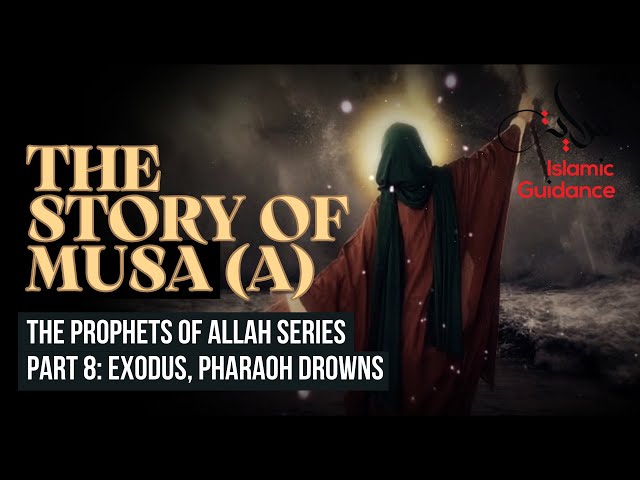 THE
STORY OF
MUSA (A)
THE PROPHETS OF ALLAH SERIES
PART 8: EXODUS, PHARAOH DROWNS
Islamic
Guidance